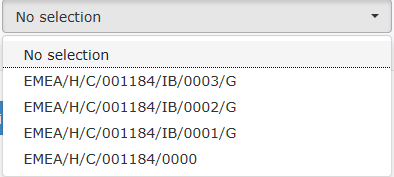 No selection
No selection
EMEA/H/C/001184/IB/0003/G
EMEA/H/C/001184/IB/0002/G
EMEA/H/C/001184/IB/0001/G
EMEA/H/C/001184/0000